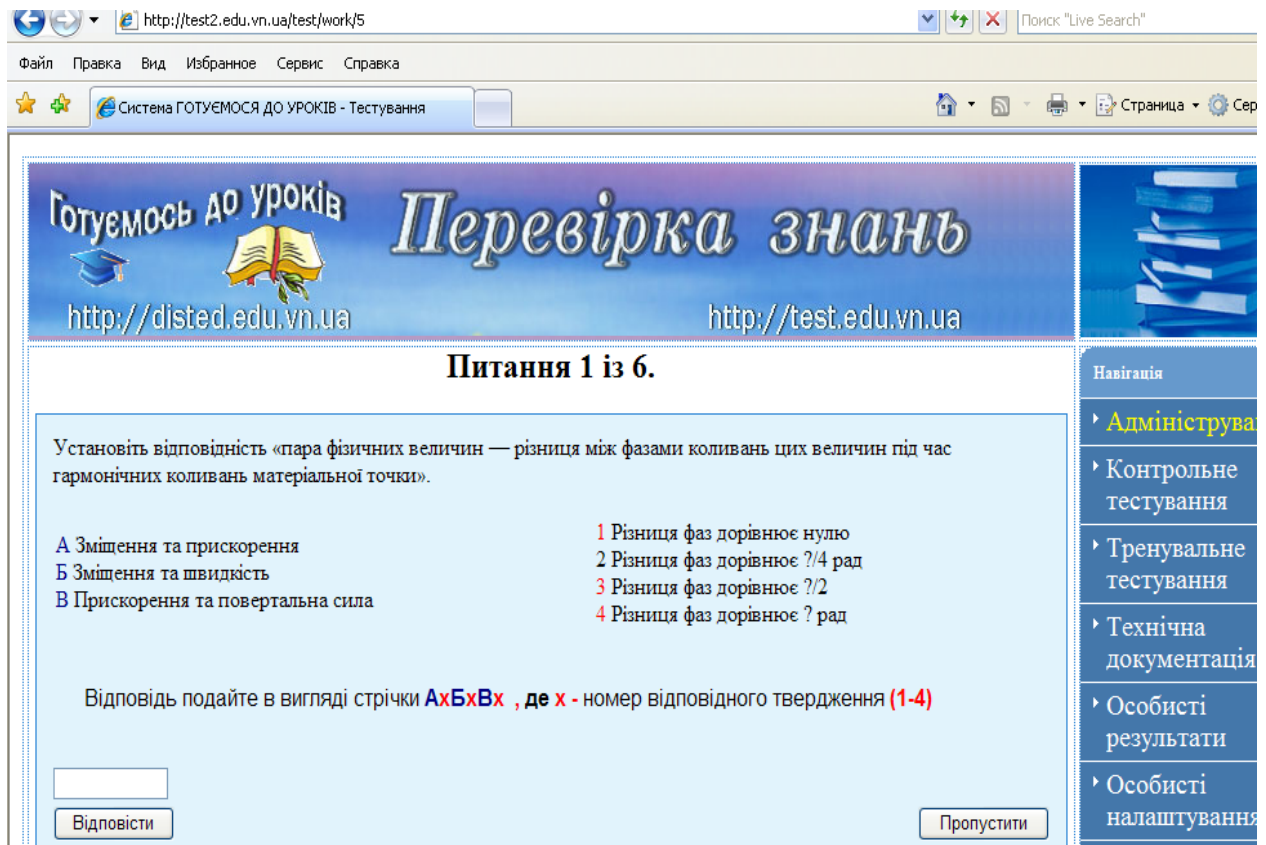 http://test2.edu.vn.ua/test/work/5
Поиск "Live Search"
Файл Правка Вид Избранное Сервис Справка
Система ГОТУЄМОСЯ ДО УРОКІВ - Тестування
Страница
Сер
Готуємось до уроків
Перевірка знань
http://disted.edu.vn.ua
http://test.edu.vn.ua
Питання 1 із 6.
Установіть відповідність «пара фізичних величин — різниця між фазами коливань цих величин під час
гармонічних коливань матеріальної точки».
А Зміщення та прискорення
Б Зміщення та швидкість
В Прискорення та повертальна сила
1 Різниця фаз дорівнює нулю
2 Різниця фаз дорівнює ?/4 рад
3 Різниця фаз дорівнює ?/2
4 Різниця фаз дорівнює ? рад
Відповідь подайте в вигляді стрічки АхБхВх , де х - номер відповідного твердження (1-4)
Відповісти
Пропустити
Навігація
Адмініструва
Контрольне
тестування
Тренувальне
тестування
Технічна
документація
Особисті
результати
Особисті
налаштування